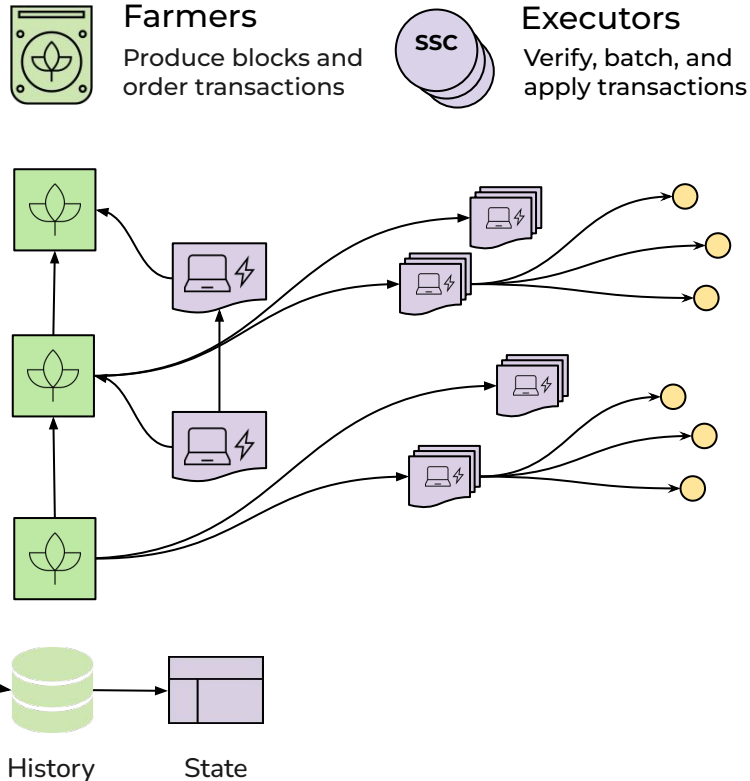 Farmers
Produce blocks and
order transactions
SSC
Executors
Verify, batch, and
apply transactions
History
State